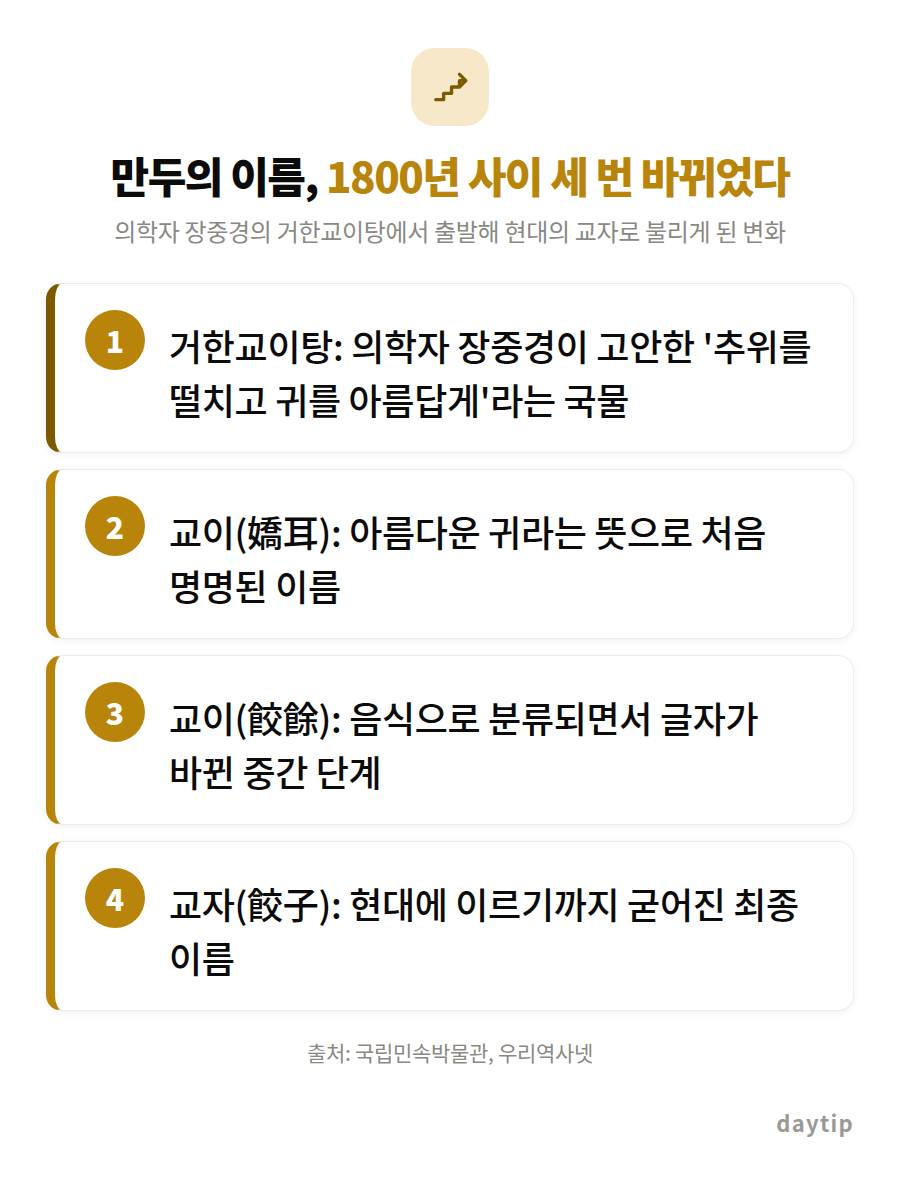 만두의 이름, 1800년 사이 세 번 바뀌었다
의학자 장중경의 거한교이탕에서 출발해 현대의 교자로 불리게 된 변화
1
거한교이탕: 의학자 장중경이 고안한 '추위를
떨치고 귀를 아름답게'라는 국물
2
교이(嬌耳): 아름다운 귀라는 뜻으로 처음
명명된 이름
3
교이(餃餘): 음식으로 분류되면서 글자가
바뀐 중간 단계
4
교자(餃子): 현대에 이르기까지 굳어진 최종
이름
출처: 국립민속박물관, 우리역사넷
daytip